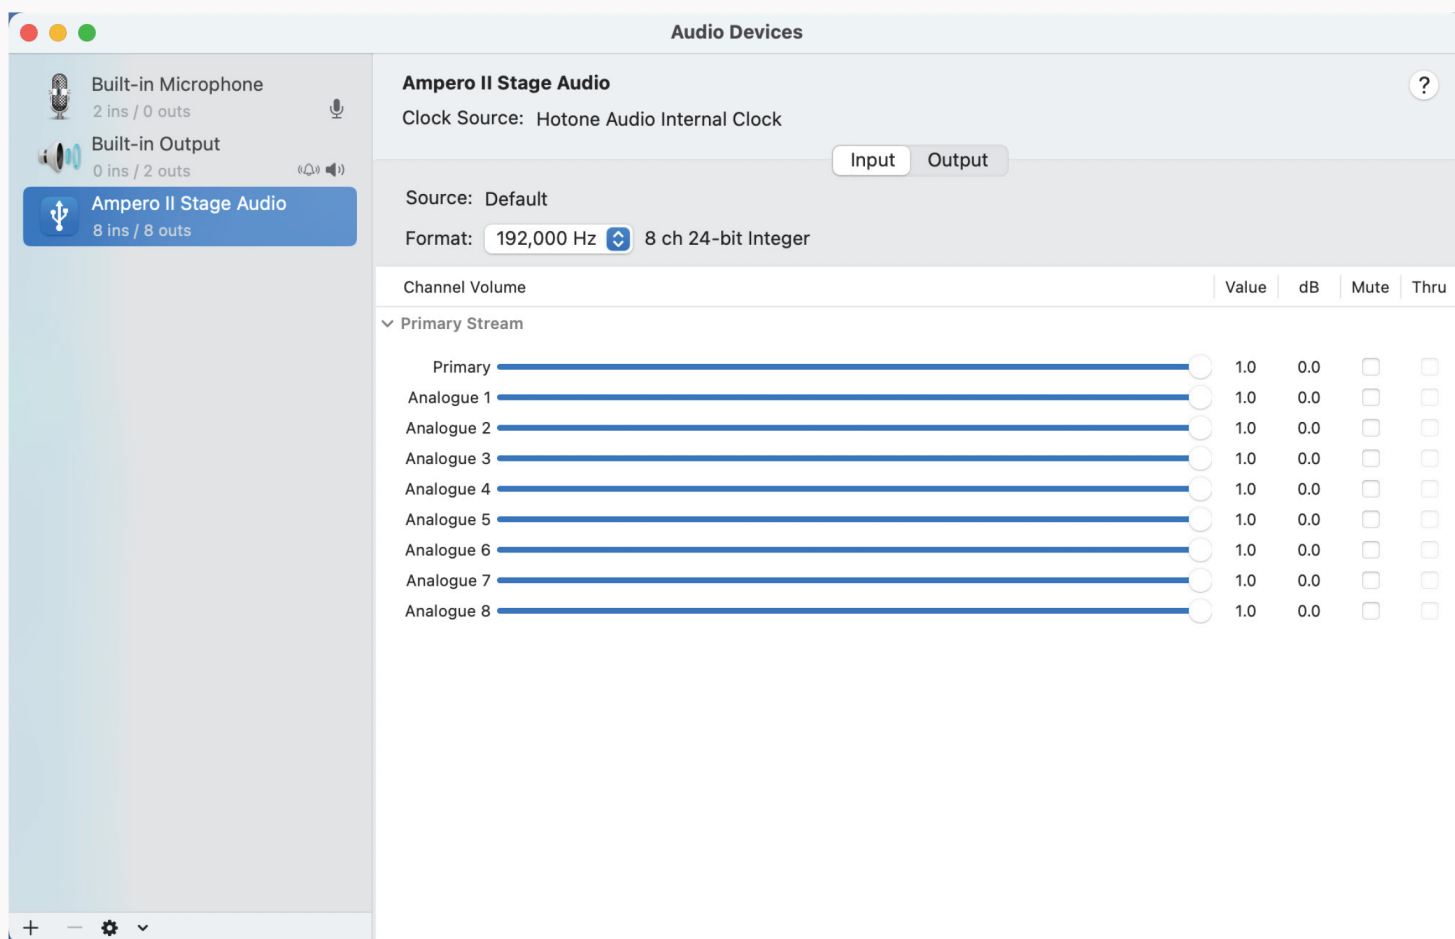 Audio Devices
Built-in Microphone
2 ins / 0 outs
Built-in Output
0 ins / 2 outs
Ampero II Stage Audio
8 ins / 8 outs
Ampero II Stage Audio
?
Clock Source: Hotone Audio Internal Clock
Input Output
Source: Default
Format: 192,000 Hz 8 ch 24-bit Integer
Channel Volume Value dB Mute Thru
Primary Stream
Primary 1.0 0.0
Analogue 1 1.0 0.0
Analogue 2 1.0 0.0
Analogue 3 1.0 0.0
Analogue 4 1.0 0.0
Analogue 5 1.0 0.0
Analogue 6 1.0 0.0
Analogue 7 1.0 0.0
Analogue 8 1.0 0.0